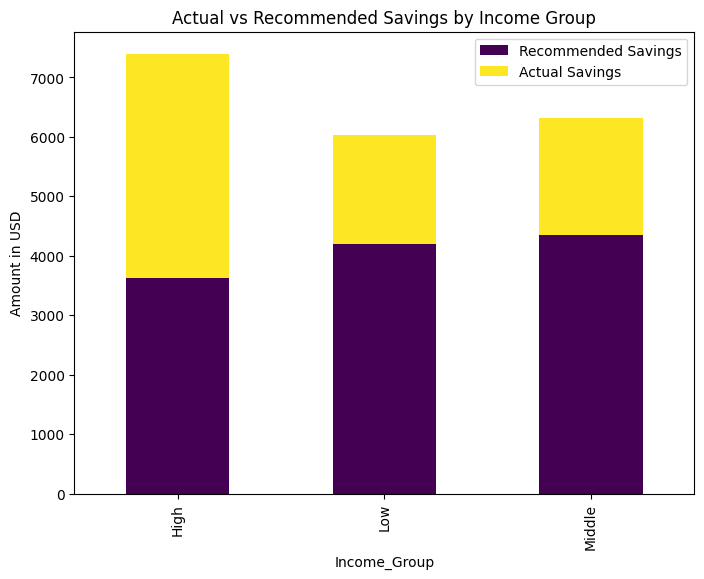 Actual vs Recommended Savings by Income Group
Recommended Savings
Actual Savings
Amount in USD
7000
6000
5000
4000
3000
2000
1000
0
High
Low
Middle
Income_Group